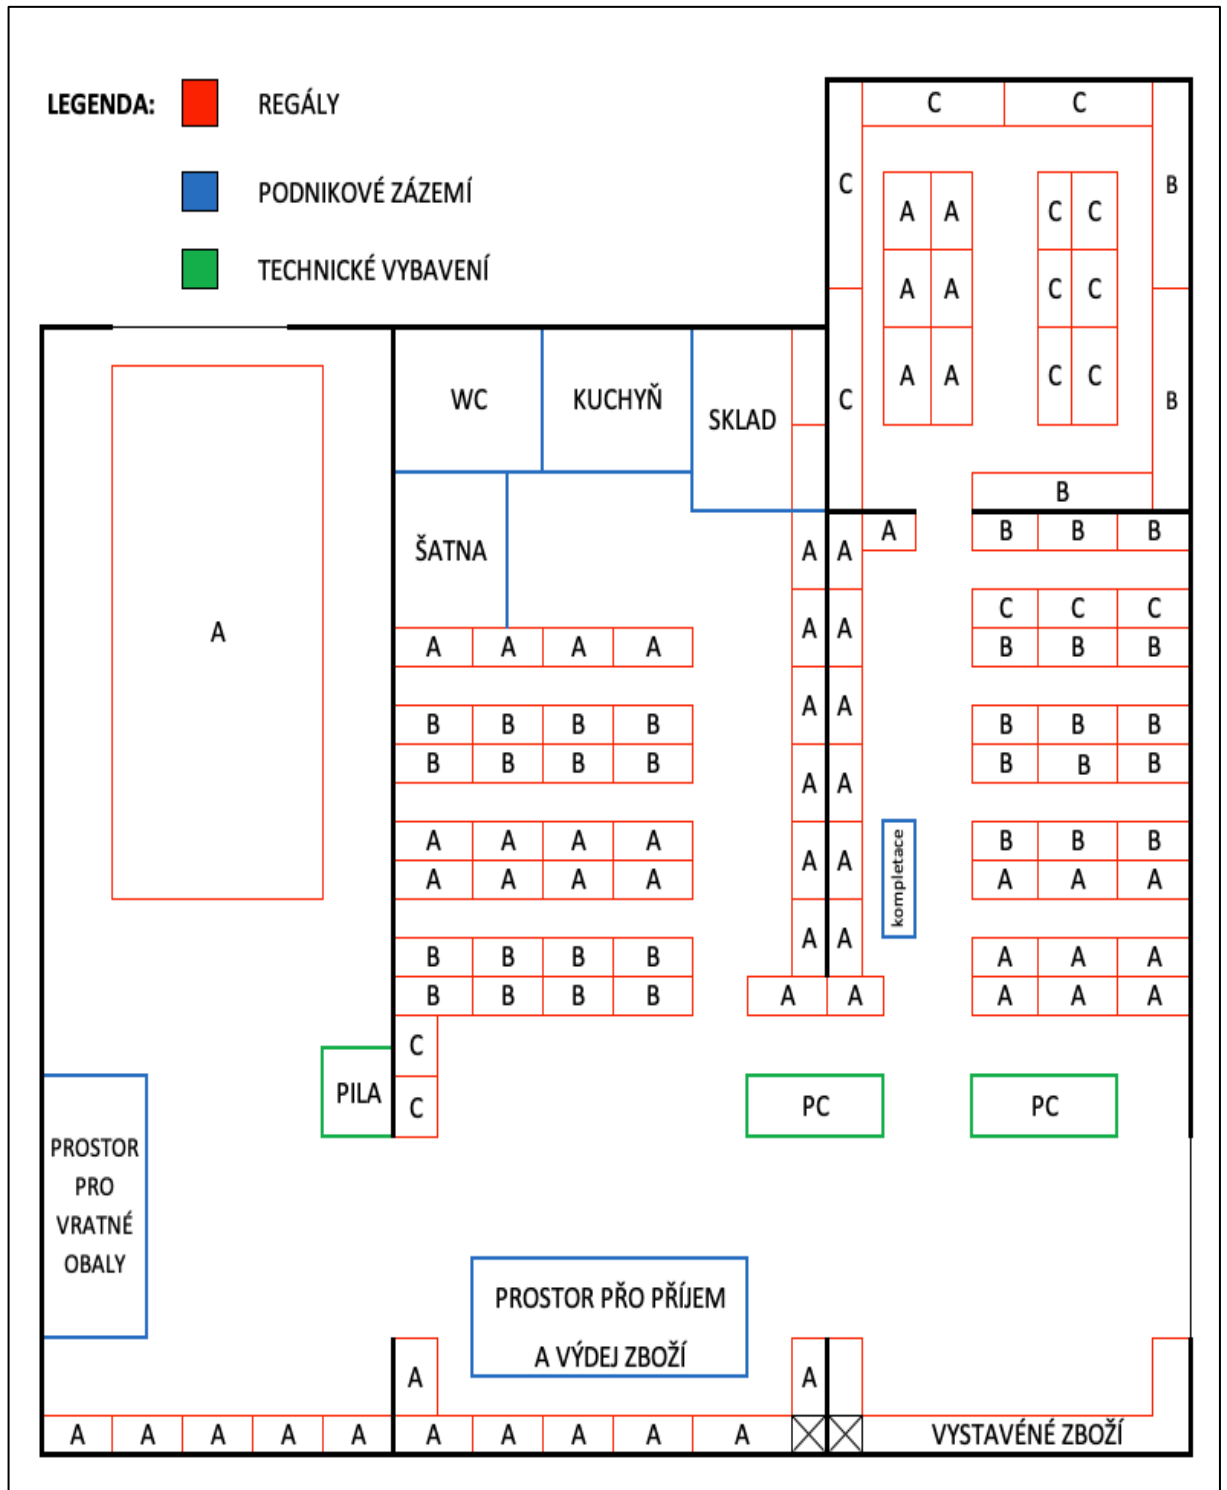 LEGENDA:
REGÁLY
PODNIKOVÉ ZÁZEMÍ
TECHNICKÉ VYBAVENÍ
C C
C B
A A C C
A A C C
A A C C
C B
B
WC KUCHYŇ SKLAD
ŠATNA
A
A A A B B B
C C C
A A B B B
A A A A
A A B B B
B B B B
B B B B
A A B B B
A A A A
A A A A
A A
kompletace
B B B
A A A
B B B B
A A A A A
B B B B
A A A A A
C
C
PILA
PC PC
PROSTOR
PRO
VRATNÉ
OBALY
PROSTOR PŘO PŘÍJEM
A VÝDEJ ZBOŽÍ
A A
A A A A A A A A A A
VYSTAVÉNÉ ZBOŽÍ